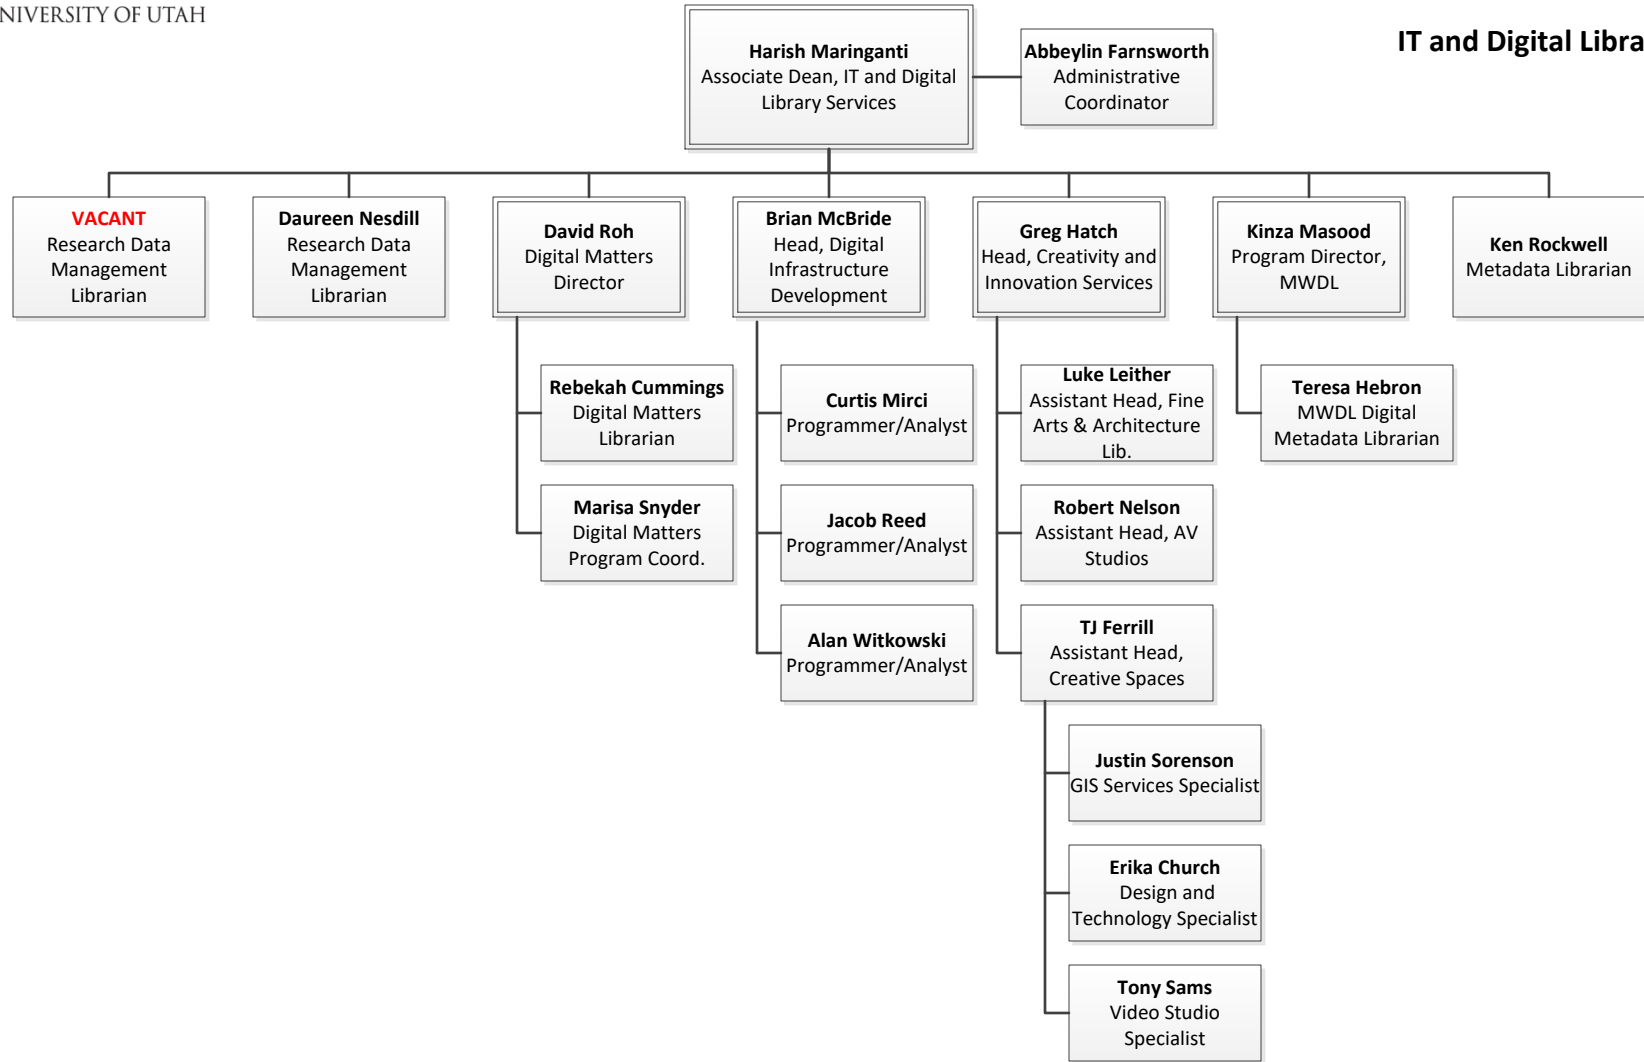 NIVERSITY OF UTAH
IT and Digital Libra
Harish Maringanti
Associate Dean, IT and Digital
Library Services
Abbeylin Farnsworth
Administrative
Coordinator
VACANT
Research Data
Management
Librarian
Daureen Nesdill
Research Data
Management
Librarian
David Roh
Digital Matters
Director
Brian McBride
Head, Digital
Infrastructure
Development
Greg Hatch
Head, Creativity and
Innovation Services
Kinza Masood
Program Director,
MWDL
Ken Rockwell
Metadata Librarian
Rebekah Cummings
Digital Matters
Librarian
Curtis Mirci
Programmer/Analyst
Luke Leither
Assistant Head, Fine
Arts & Architecture
Lib.
Teresa Hebron
MWDL Digital
Metadata Librarian
Marisa Snyder
Digital Matters
Program Coord.
Jacob Reed
Programmer/Analyst
Robert Nelson
Assistant Head, AV
Studios
Alan Witkowski
Programmer/Analyst
TJ Ferrill
Assistant Head,
Creative Spaces
Justin Sorenson
GIS Services Specialist
Erika Church
Design and
Technology Specialist
Tony Sams
Video Studio
Specialist